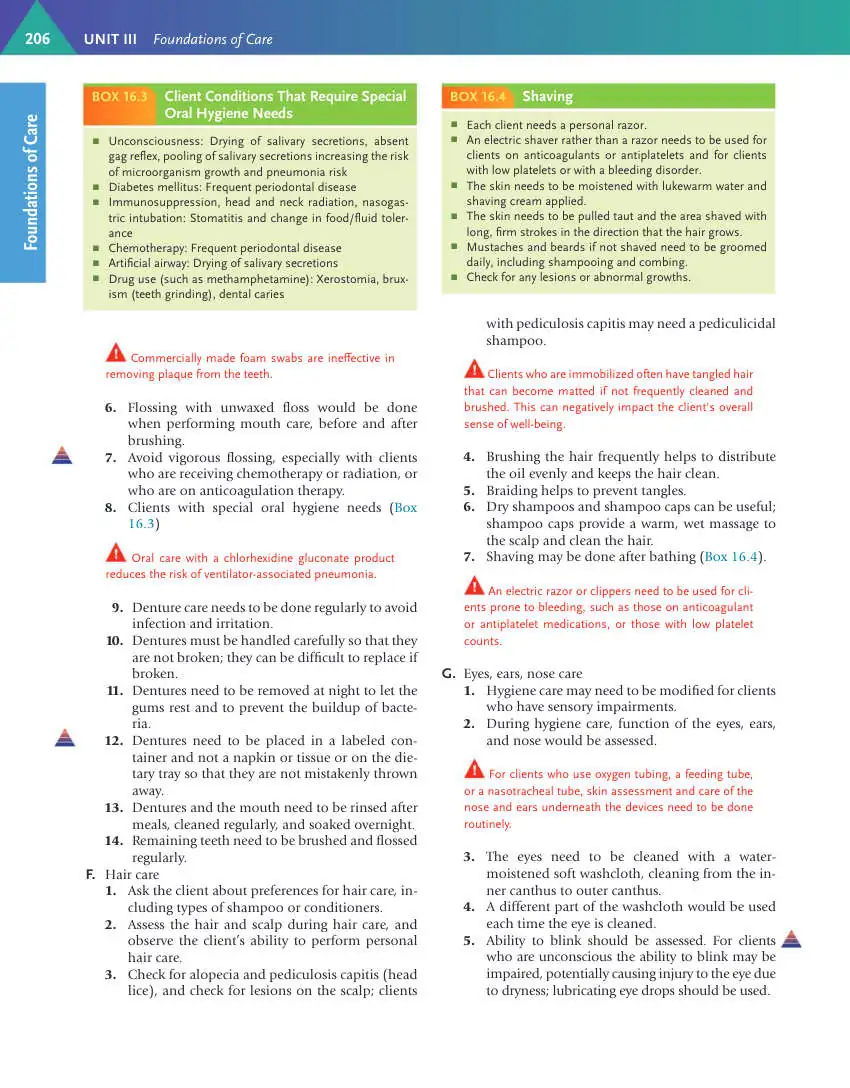 206
UNIT III Foundations of Care
Foundations of Care
BOX 16.3 Client Conditions That Require Special
Oral Hygiene Needs
■ Unconsciousness: Drying of salivary secretions, absent
gag reflex, pooling of salivary secretions increasing the risk
of microorganism growth and pneumonia risk
■ Diabetes mellitus: Frequent periodontal disease
■ Immunosuppression, head and neck radiation, nasogas-
tric intubation: Stomatitis and change in food/fluid toler-
ance
■ Chemotherapy: Frequent periodontal disease
■ Artificial airway: Drying of salivary secretions
■ Drug use (such as methamphetamine): Xerostomia, brux-
ism (teeth grinding), dental caries
Commercially made foam swabs are ineffective in
removing plaque from the teeth.
6. Flossing with unwaxed floss would be done
when performing mouth care, before and after
brushing.
7. Avoid vigorous flossing, especially with clients
who are receiving chemotherapy or radiation, or
who are on anticoagulation therapy.
8. Clients with special oral hygiene needs (Box
16.3)
Oral care with a chlorhexidine gluconate product
reduces the risk of ventilator-associated pneumonia.
9. Denture care needs to be done regularly to avoid
infection and irritation.
10. Dentures must be handled carefully so that they
are not broken; they can be difficult to replace if
broken.
11. Dentures need to be removed at night to let the
gums rest and to prevent the buildup of bacte-
ria.
12. Dentures need to be placed in a labeled con-
tainer and not a napkin or tissue or on the die-
tary tray so that they are not mistakenly thrown
away.
13. Dentures and the mouth need to be rinsed after
meals, cleaned regularly, and soaked overnight.
14. Remaining teeth need to be brushed and flossed
regularly.
F. Hair care
1. Ask the client about preferences for hair care, in-
cluding types of shampoo or conditioners.
2. Assess the hair and scalp during hair care, and
observe the client's ability to perform personal
hair care.
3. Check for alopecia and pediculosis capitis (head
lice), and check for lesions on the scalp; clients
BOX 16.4 Shaving
■ Each client needs a personal razor.
■ An electric shaver rather than a razor needs to be used for
clients on anticoagulants or antiplatelets and for clients
with low platelets or with a bleeding disorder.
■ The skin needs to be moistened with lukewarm water and
shaving cream applied.
■ The skin needs to be pulled taut and the area shaved with
long, firm strokes in the direction that the hair grows.
■ Mustaches and beards if not shaved need to be groomed
daily, including shampooing and combing.
■ Check for any lesions or abnormal growths.
with pediculosis capitis may need a pediculicidal
shampoo.
Clients who are immobilized often have tangled hair
that can become matted if not frequently cleaned and
brushed. This can negatively impact the client's overall
sense of well-being.
4. Brushing the hair frequently helps to distribute
the oil evenly and keeps the hair clean.
5. Braiding helps to prevent tangles.
6. Dry shampoos and shampoo caps can be useful;
shampoo caps provide a warm, wet massage to
the scalp and clean the hair.
7. Shaving may be done after bathing (Box 16.4).
An electric razor or clippers need to be used for cli-
ents prone to bleeding, such as those on anticoagulant
or antiplatelet medications, or those with low platelet
counts.
G. Eyes, ears, nose care
1. Hygiene care may need to be modified for clients
who have sensory impairments.
2. During hygiene care, function of the eyes, ears,
and nose would be assessed.
For clients who use oxygen tubing, a feeding tube,
or a nasotracheal tube, skin assessment and care of the
nose and ears underneath the devices need to be done
routinely.
3. The eyes need to be cleaned with a water-
moistened soft washcloth, cleaning from the in-
ner canthus to outer canthus.
4. A different part of the washcloth would be used
each time the eye is cleaned.
5. Ability to blink should be assessed. For clients
who are unconscious the ability to blink may be
impaired, potentially causing injury to the eye due
to dryness; lubricating eye drops should be used.